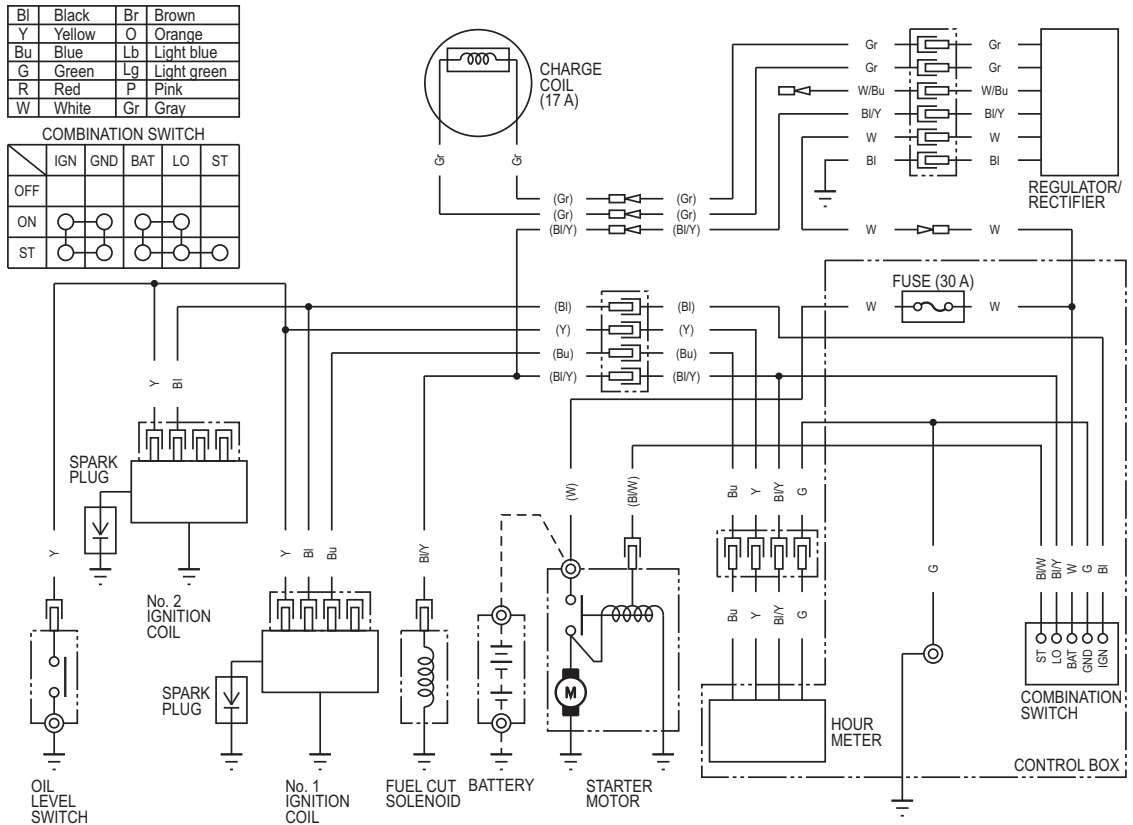 Bl Black Br Brown
Y Yellow O Orange
Bu Blue Lb Light blue
G Green Lg Light green
R Red P Pink
W White Gr Gray
COMBINATION SWITCH
IGN GND BAT LO ST
OFF
ON
ST
CHARGE
COIL
(17 A)
Gr
Gr
Gr Gr
Gr Gr
W/Bu W/Bu
Bl/Y Bl/Y
W W
Bl Bl
REGULATOR/
RECTIFIER
(Gr) (Gr)
(Gr) (Gr)
(Bl/Y) (Bl/Y)
W W
FUSE (30 A)
W W
(Bl) (Bl)
(Y) (Y)
(Bu) (Bu)
(Bl/Y) (Bl/Y)
Y
Bl
SPARK
PLUG
No. 2
IGNITION
COIL
Y
Y
Bl
Bu
Bl/Y
(W)
(Bl/W)
Bu
Y
Bl/Y
G
Bu
Y
Bl/Y
G
G
Bl/W
Bl/Y
W
G
Bl
ST
LO
BAT
GND
IGN
COMBINATION
SWITCH
SPARK
PLUG
M
HOUR
METER
CONTROL BOX
OIL
LEVEL
SWITCH
No. 1
IGNITION
COIL
FUEL CUT
SOLENOID
BATTERY
STARTER
MOTOR